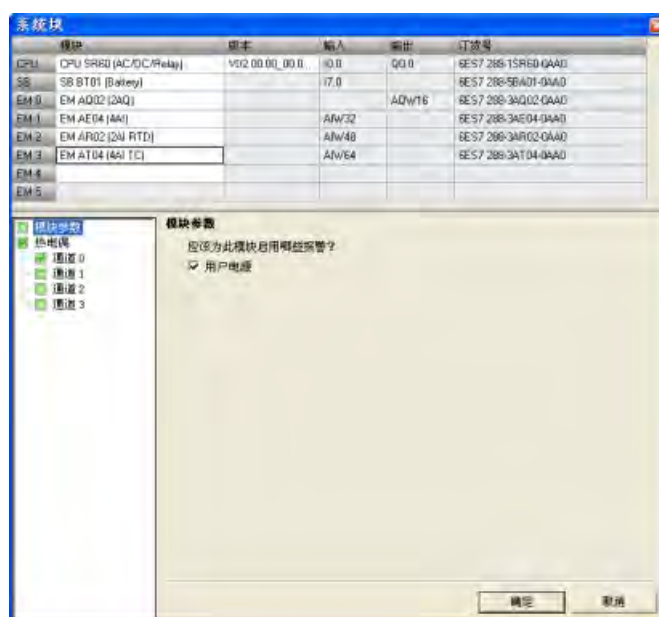 系统块
模块 版本 输入 输出 订货号
CPU CPU SR60 (AC/DC/Relay) V02.00.00_00.0 I0.0 Q0.0 6ES7 288-1SR60-0AA0
SB SB BT01 (Battery) I7.0 6ES7 288-5BA01-0AA0
EM 0 EM AQ02 (2AQ) AQW16 6ES7 288-3AQ02-0AA0
EM 1 EM AE04 (4AI) AIW32 6ES7 288-3AE04-0AA0
EM 2 EM AR02 (2AI RTD) AIW48 6ES7 288-3AR02-0AA0
EM 3 EM AT04 (4AI TC) AIW64 6ES7 288-3AT04-0AA0
EM 4
EM 5
模块参数
热电偶
通道 0
通道 1
通道 2
通道 3
模块参数
应该为此模块启用哪些报警?
用户电源
确定 取消